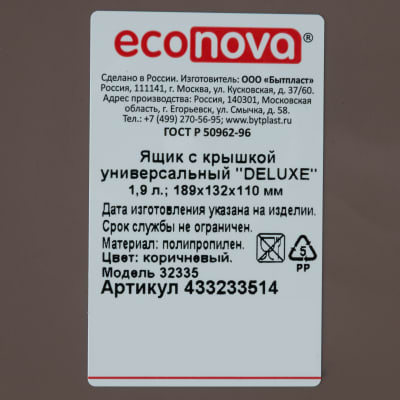 econova®
Сделано в России. Изготовитель: ООО «Бытпласт»
Россия, 111141, г. Москва, ул. Кусковская, д. 37/60.
Адрес производства: Россия, 140301, Московская
область, г. Егорьевск, ул. Смычка, д. 58.
Тел.: +7 (499) 270-56-95; www.bytplast.ru
ГОСТ Р 50962-96
Ящик с крышкой
универсальный "DELUXE"
1,9 л.; 189х132х110 мм
Дата изготовления указана на изделии.
Срок службы не ограничен.
Материал: полипропилен.
Цвет: коричневый.
Модель 32335
5
PP
Артикул 433233514